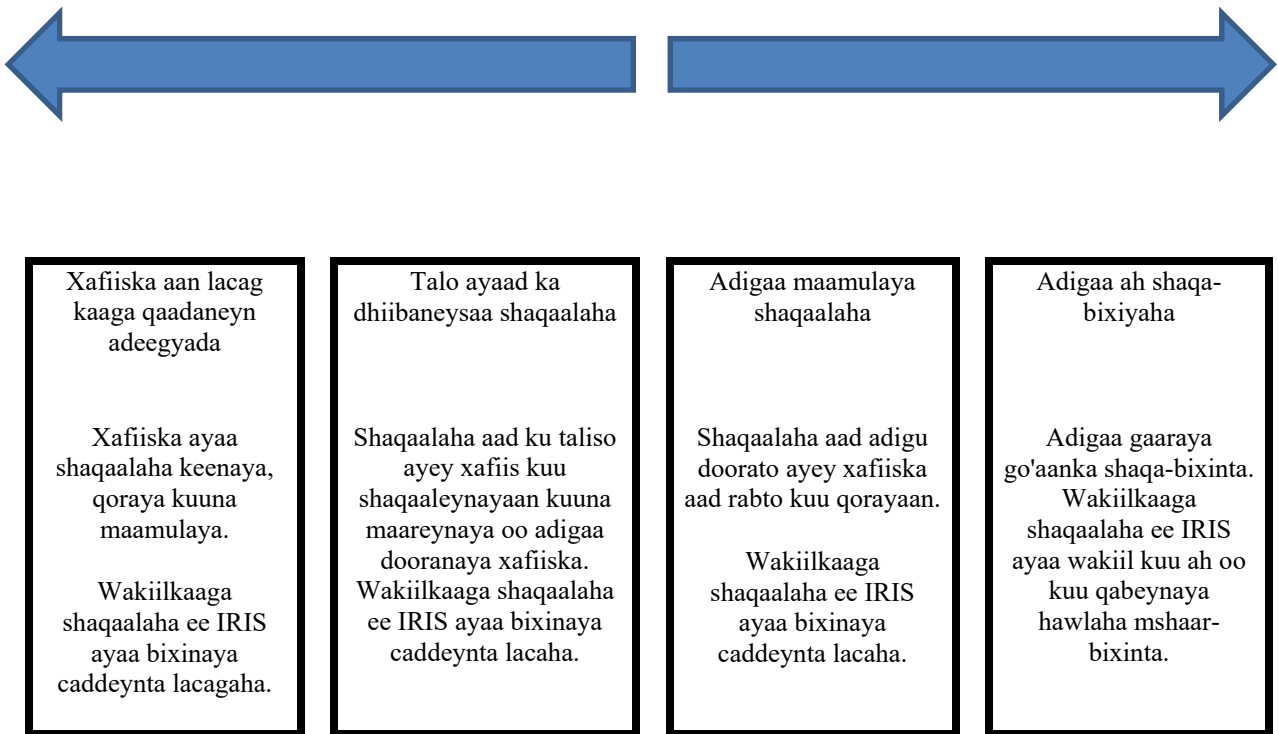 Xafiiska aan lacag
kaaga qaadaneyn
adeegyada
Xafiiska ayaa
shaqaalaha keenaya,
qoraya kuuna
maamulaya.
Wakiilkaaga
shaqaalaha ee IRIS
ayaa bixinaya
caddeynta lacagaha.
Talo ayaad ka
dhiibaneysaa shaqaalaha
Shaqaalaha aad ku taliso
ayey xafiis kuu
shaqaaleynayaan kuuna
maareynaya oo adigaa
dooranaya xafiiska.
Wakiilkaaga shaqaalaha
ee IRIS ayaa bixinaya
caddeynta lacaha.
Adigaa maamulaya
shaqaalaha
Shaqaalaha aad adigu
doorato ayey xafiiska
aad rabto kuu qorayaan.
Wakiilkaaga
shaqaalaha ee IRIS
ayaa bixinaya
caddeynta lacaha.
Adigaa ah shaqa-
bixiyaha
Adigaa gaaraya
go'aanka shaqa-bixinta.
Wakiilkaaga
shaqaalaha ee IRIS
ayaa wakiil kuu ah oo
kuu qabeynaya
hawlaha mshaar-
bixinta.